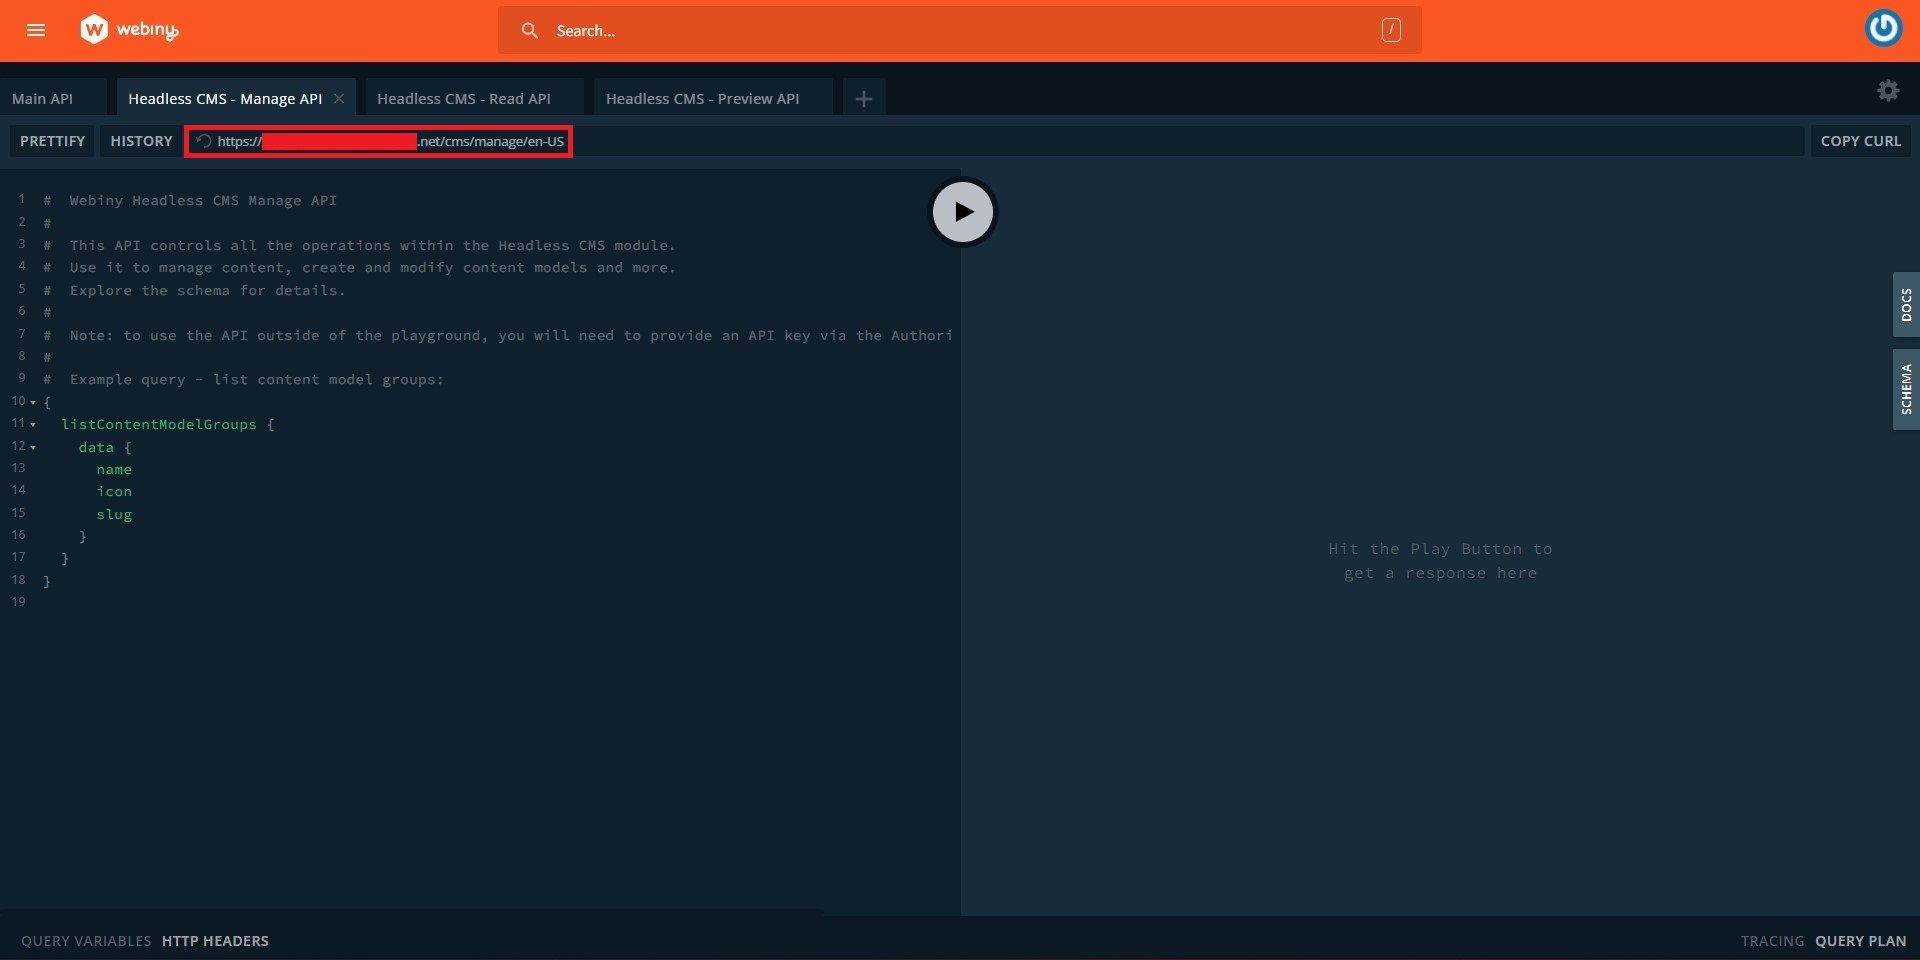 webiny
Search...
/
Main API
Headless CMS - Manage API
Headless CMS - Read API
Headless CMS - Preview API
PRETTIFY
HISTORY
https://
.net/cms/manage/en-US
COPY CURL
1 # Webiny Headless CMS Manage API
2 #
3 # This API controls all the operations within the Headless CMS module.
4 # Use it to manage content, create and modify content models and more.
5 # Explore the schema for details.
6 #
7 # Note: to use the API outside of the playground, you will need to provide an API key via the Authori
8 #
9 # Example query - list content model groups:
10 {
11 listContentModelGroups {
12 data {
13 name
14 icon
15 slug
16 }
17 }
18 }
19
Hit the Play Button to
get a response here
DOCS
SCHEMA
QUERY VARIABLES
HTTP HEADERS
TRACING
QUERY PLAN